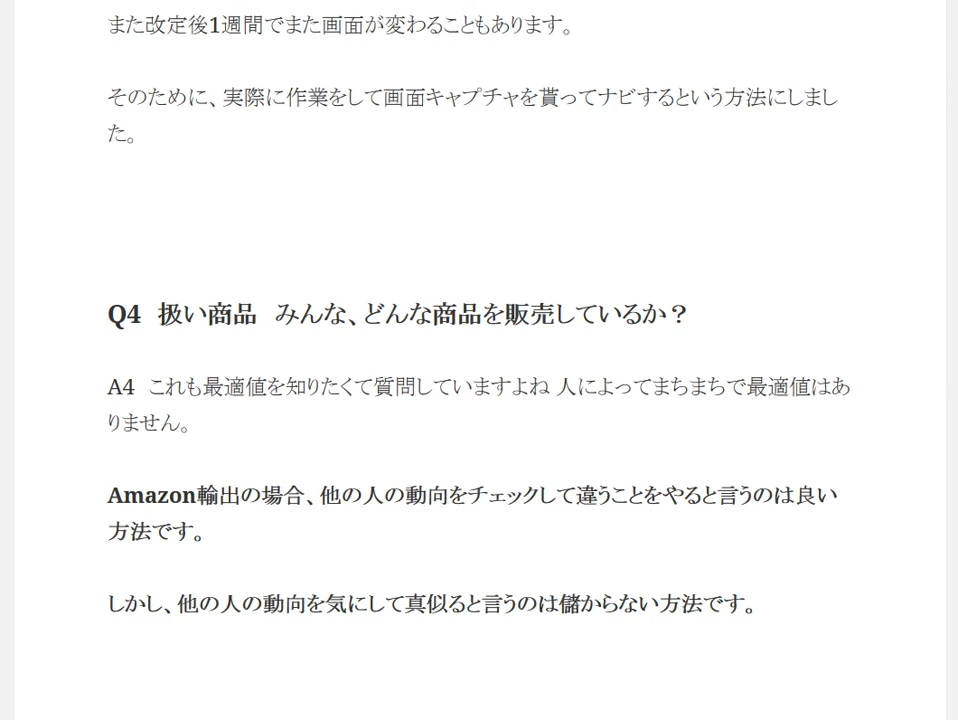 また改定後1週間でまた画面が変わることもあります。
そのために、実際に作業をして画面キャプチャを貰ってナビするという方法にしまし
た。
Q4 扱い商品 みんな、どんな商品を販売しているか？
A4 これも最適値を知りたくて質問していますよね 人によってまちまちで最適値はあ
りません。
Amazon輸出の場合、他の人の動向をチェックして違うことをやると言うのは良い
方法です。
しかし、他の人の動向を気にして真似ると言うのは儲からない方法です。